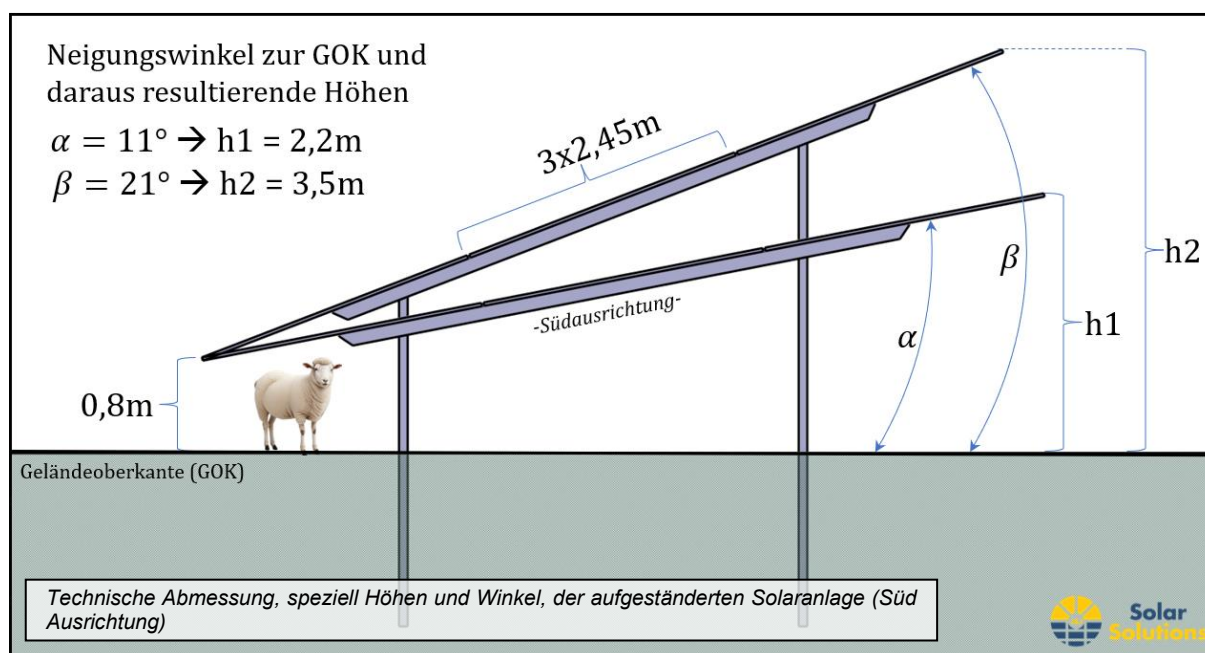 Neigungswinkel zur GOK und
daraus resultierende Höhen
α = 11° → h1 = 2,2m
β = 21° → h2 = 3,5m
3x2,45m
-Südausrichtung-
α
β
h1
h2
0,8m
Geländeoberkante (GOK)
Technische Abmessung, speziell Höhen und Winkel, der aufgeständerten Solaranlage (Süd
Ausrichtung)
Solar
Solutions